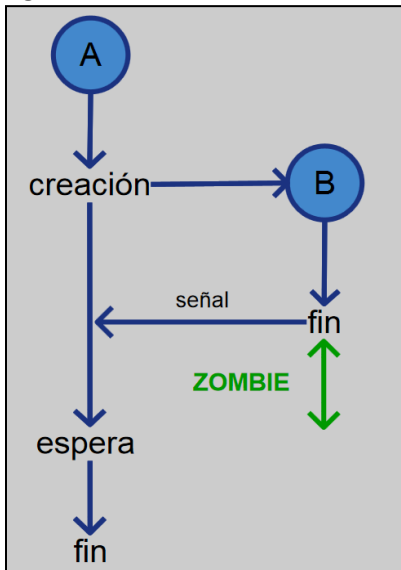 A
creación
B
señal
fin
ZOMBIE
espera
fin